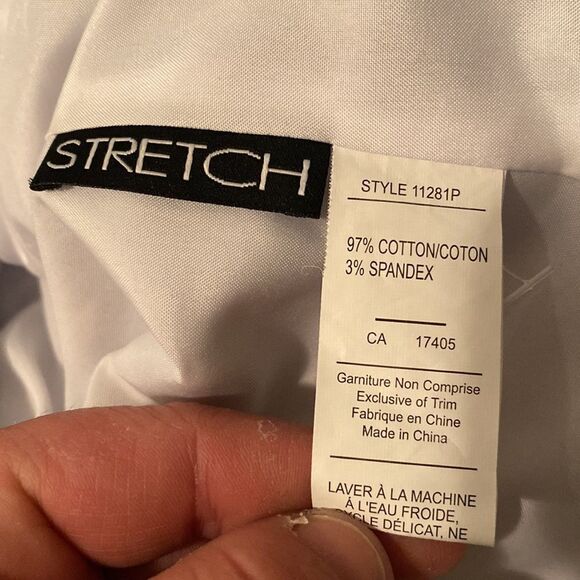 STRETCH
STYLE 11281P
97% COTTON/COTON
3% SPANDEX
CA 17405
Garniture Non Comprise
Exclusive of Trim
Fabrique en Chine
Made in China
LAVER À LA MACHINE
Á L'EAU FROIDE,
DÉLICAT, NE